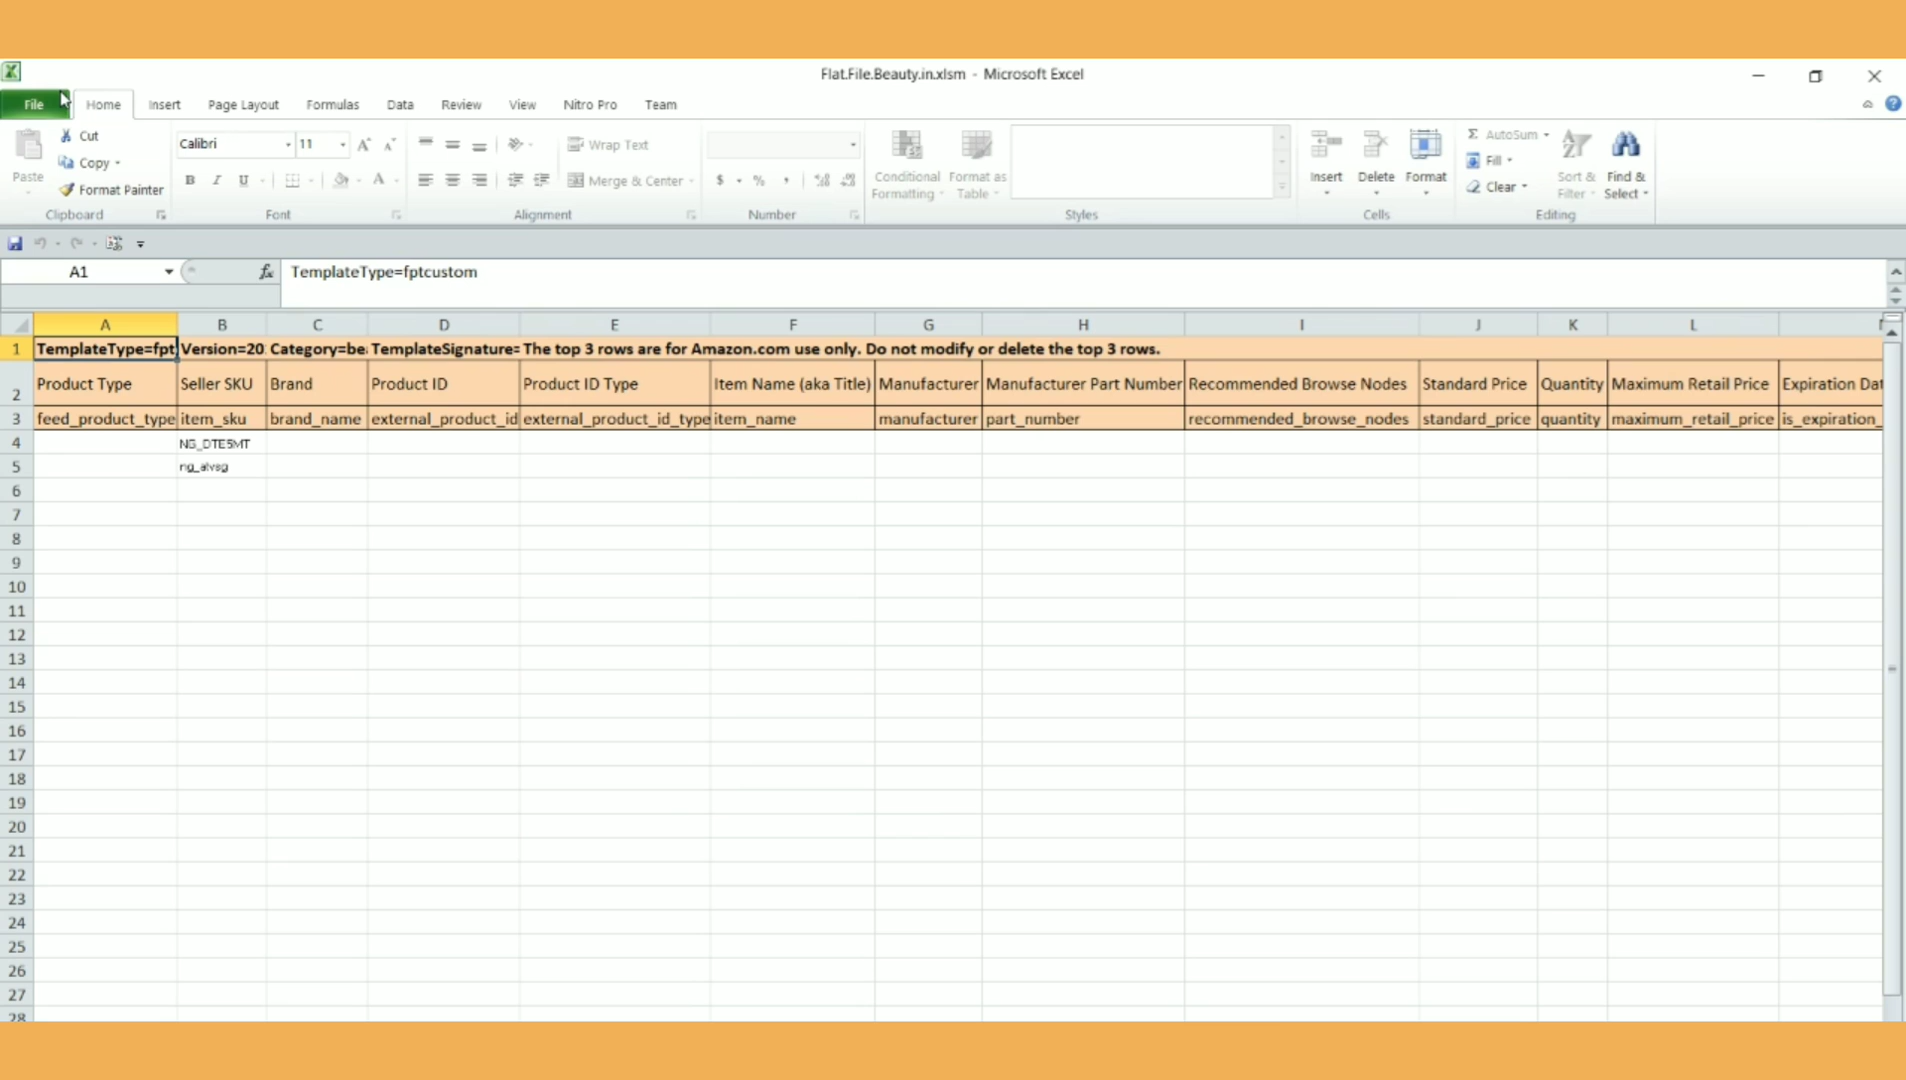 Flat.File.Beauty.in.xlsm - Microsoft Excel
File Home Insert Page Layout Formulas Data Review View Nitro Pro Team
Paste
Cut
Copy
Format Painter
Clipboard
Calibri 11
B I U A
Font
Wrap Text
Merge & Center
Alignment
$ % ,
Number
Conditional Formatting
Format as Table
Styles
Insert Delete Format
Cells
Σ AutoSum
Fill
Clear
Sort & Filter
Find & Select
Editing
A1 fx TemplateType=fptcustom
A B C D E F G H I J K L
1 TemplateType=fpt Version=20 Category=be TemplateSignature= The top 3 rows are for Amazon.com use only. Do not modify or delete the top 3 rows.
2 Product Type Seller SKU Brand Product ID Product ID Type Item Name (aka Title) Manufacturer Manufacturer Part Number Recommended Browse Nodes Standard Price Quantity Maximum Retail Price Expiration Dat
3 feed_product_type item_sku brand_name external_product_id external_product_id_type item_name manufacturer part_number recommended_browse_nodes standard_price quantity maximum_retail_price is_expiration_
4 NG_DTE5MT
5 ng_alvsg
6
7
8
9
10
11
12
13
14
15
16
17
18
19
20
21
22
23
24
25
26
27
28